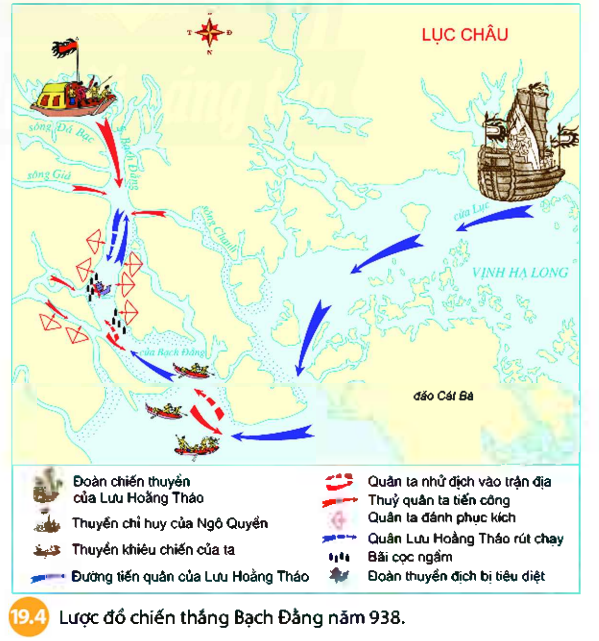 T
Đ
N
LỤC CHÂU
sông Đá Bạc
s. Bạch Đằng
sông Giá
sông Chanh
cửa Lục
VỊNH HẠ LONG
cửa Bạch Đằng
đảo Cát Bà
Đoàn chiến thuyền
của Lưu Hoằng Tháo
Thuyền chỉ huy của Ngô Quyền
Thuyền khiêu chiến của ta
Đường tiến quân của Lưu Hoằng Tháo
Quân ta nhử địch vào trận địa
Thuỷ quân ta tiến công
Quân ta đánh phục kích
Quân Lưu Hoằng Tháo rút chạy
Bãi cọc ngầm
Đoàn thuyền địch bị tiêu diệt
19.4 Lược đồ chiến thắng Bạch Đằng năm 938.